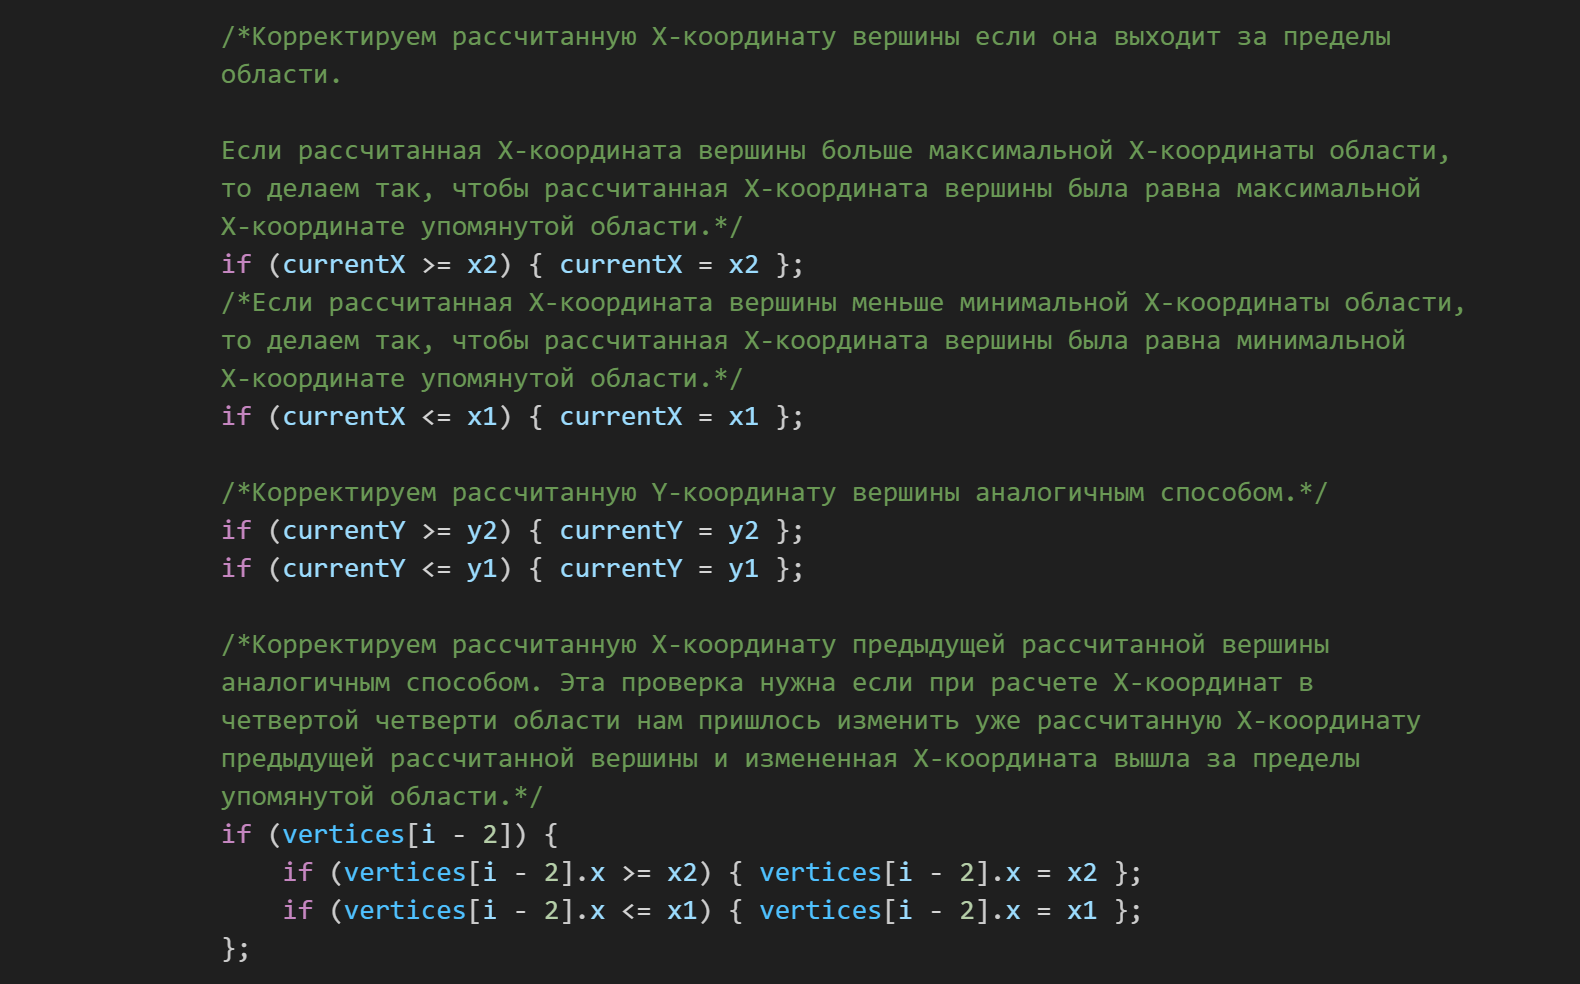 /*Корректируем рассчитанную X-координату вершины если она выходит за пределы
области.
Если рассчитанная X-координата вершины больше максимальной X-координаты области,
то делаем так, чтобы рассчитанная X-координата вершины была равна максимальной
X-координате упомянутой области.*/
if (currentX >= x2) { currentX = x2 };
/*Если рассчитанная X-координата вершины меньше минимальной X-координаты области,
то делаем так, чтобы рассчитанная X-координата вершины была равна минимальной
X-координате упомянутой области.*/
if (currentX <= x1) { currentX = x1 };
/*Корректируем рассчитанную Y-координату вершины аналогичным способом.*/
if (currentY >= y2) { currentY = y2 };
if (currentY <= y1) { currentY = y1 };
/*Корректируем рассчитанную X-координату предыдущей рассчитанной вершины
аналогичным способом. Эта проверка нужна если при расчете X-координат в
четвертой четверти области нам пришлось изменить уже рассчитанную X-координату
предыдущей рассчитанной вершины и измененная X-координата вышла за пределы
упомянутой области.*/
if (vertices[i - 2]) {
    if (vertices[i - 2].x >= x2) { vertices[i - 2].x = x2 };
    if (vertices[i - 2].x <= x1) { vertices[i - 2].x = x1 };
};